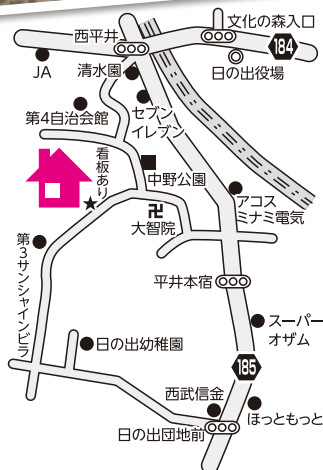 文化の森入口
西平井
184
JA
清水園
日の出役場
第4自治会館
セブン
イレブン
看板あり
中野公園
卍
大智院
アコス
ミナミ電気
第3サンシャインビラ
平井本宿
スーパー
オザム
日の出幼稚園
185
西武信金
ほっともっと
日の出団地前